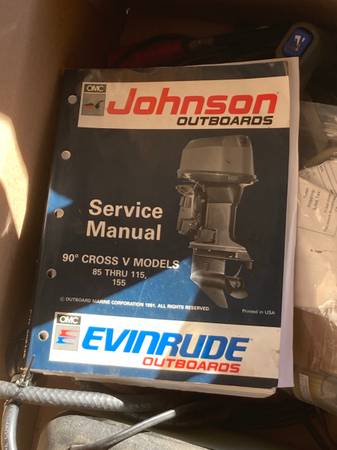 OMC
Johnson
OUTBOARDS
Service
Manual
90° CROSS V MODELS
85 THRU 115,
155
© OUTBOARD MARINE CORPORATION 1991. ALL RIGHTS RESERVED.
Printed in USA
OMC
EVINRUDE
OUTBOARDS